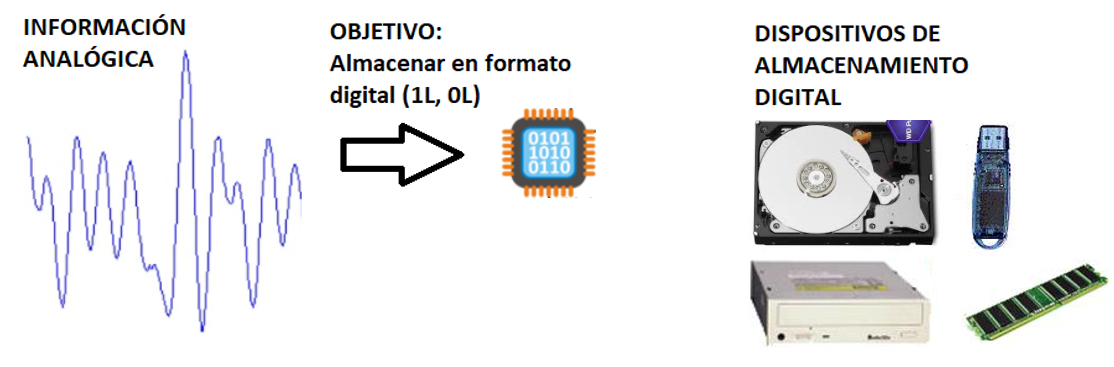 INFORMACIÓN
ANALÓGICA
OBJETIVO:
Almacenar en formato
digital (1L, 0L)
0101
1010
0110
DISPOSITIVOS DE
ALMACENAMIENTO
DIGITAL